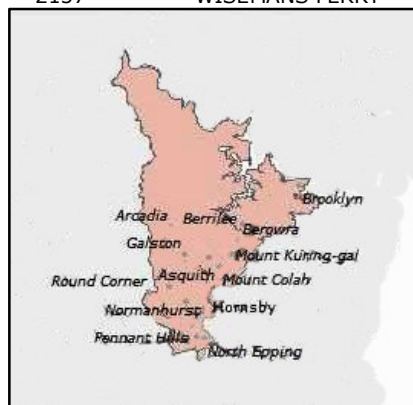 2157 WISEMANS FERRY
Brooklyn
Arcadia Berrilee
Berowra
Galston
Mount Kuring-gai
Asquith
Round Corner Mount Colah
Normanhurst Hornsby
Pennant Hills
North Epping